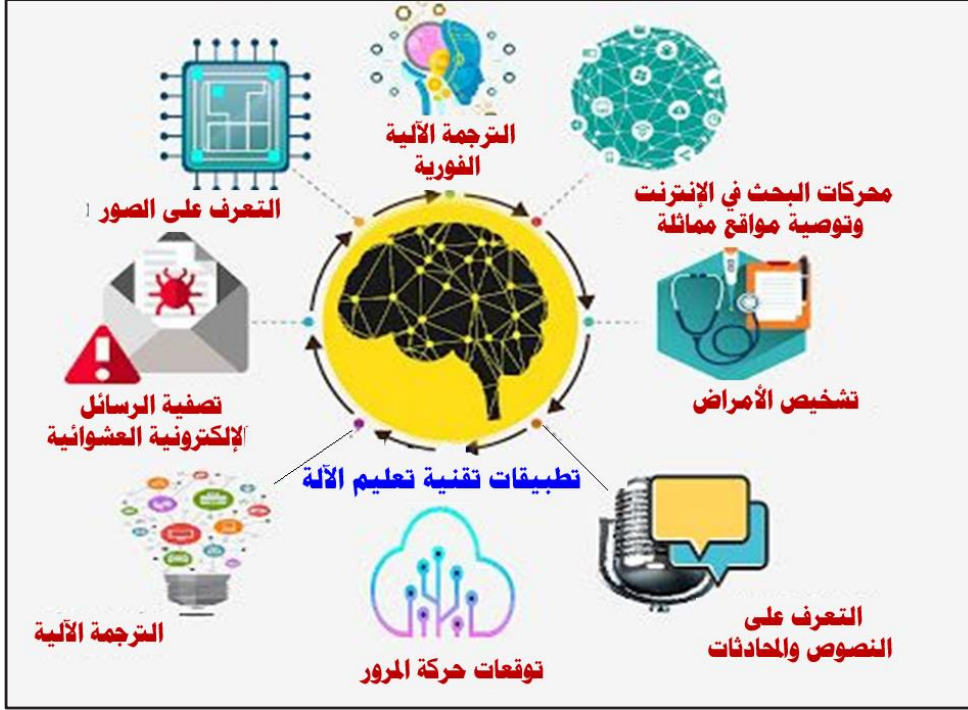 الترجمة الآلية
الفورية
محركات البحث في الإنترنت
وتوصية مواقع مماثلة
التعرف على الصور
تشخيص الأمراض
تصفية الرسائل
الإلكترونية العشوائية
تطبيقات تقنية تعليم الآلة
التعرف على
النصوص والمحادثات
توقعات حركة المرور
الترجمة الآلية